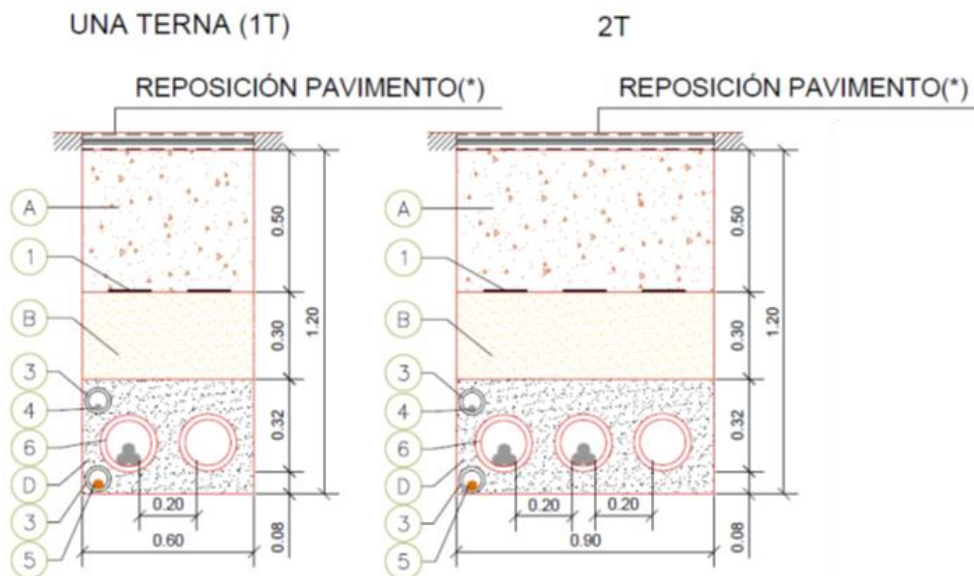 UNA TERNA (1T)
2T
REPOSICIÓN PAVIMENTO(*)
REPOSICIÓN PAVIMENTO(*)
A
1
B
3
4
6
D
3
5
0.50
0.30
0.32
0.08
1.20
0.20
0.60
A
1
B
3
4
6
D
3
5
0.50
0.30
0.32
0.08
1.20
0.20
0.20
0.90